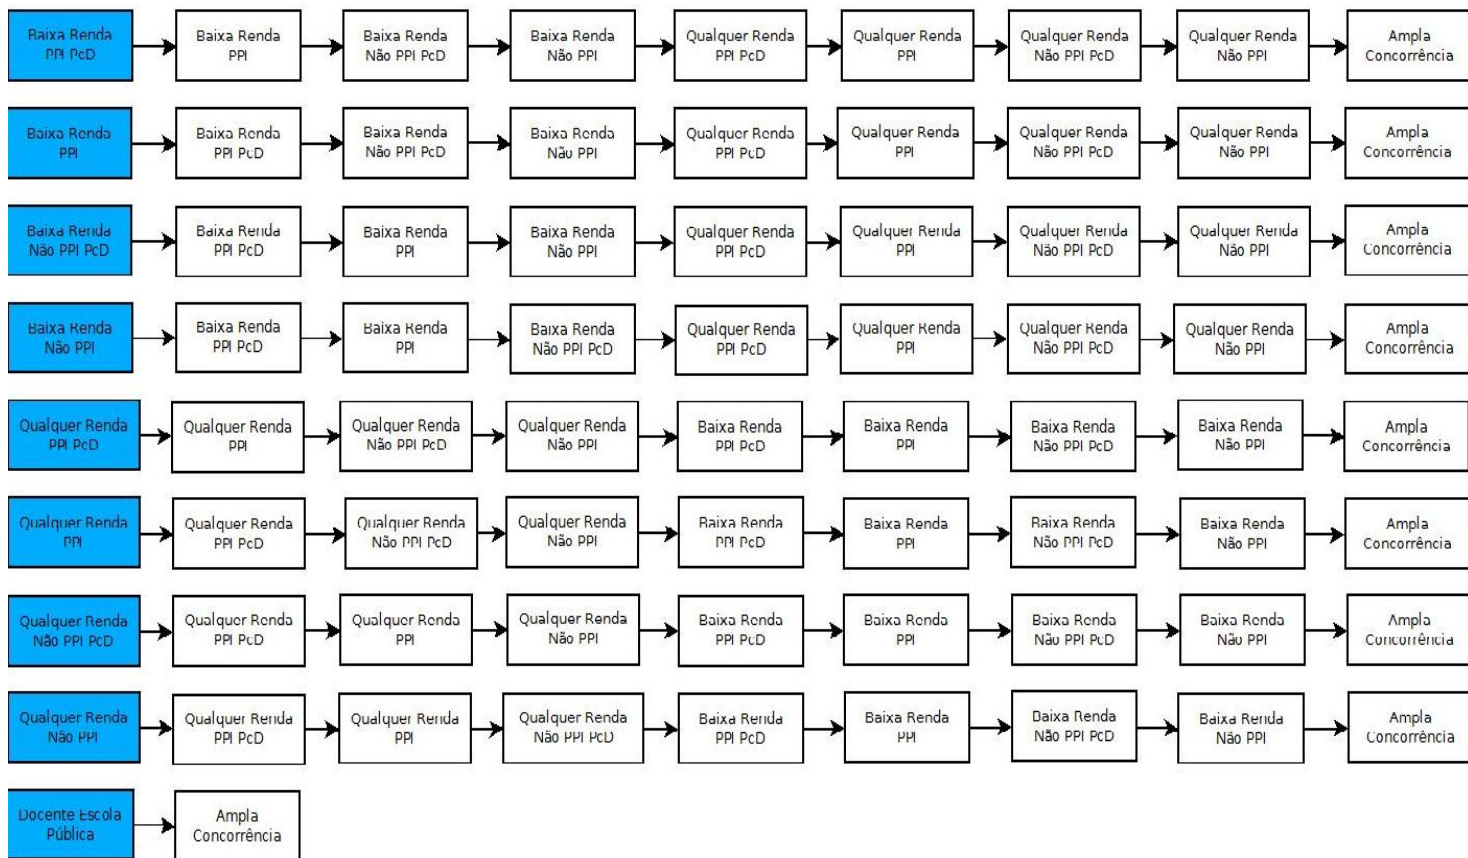 Baixa Renda
PPI PcD
Baixa Renda
PPI
Baixa Renda
Não PPI PcD
Baixa Renda
Não PPI
Qualquer Renda
PPI PcD
Qualquer Renda
PPI
Qualquer Renda
Não PPI PcD
Qualquer Renda
Não PPI
Ampla
Concorrência
Baixa Renda
PPI
Baixa Renda
PPI PcD
Baixa Renda
Não PPI PcD
Baixa Renda
Não PPI
Qualquer Renda
PPI PcD
Qualquer Renda
PPI
Qualquer Renda
Não PPI PcD
Qualquer Renda
Não PPI
Ampla
Concorrência
Baixa Renda
Não PPI PcD
Baixa Renda
PPI PcD
Baixa Renda
PPI
Baixa Renda
Não PPI
Qualquer Renda
PPI PcD
Qualquer Renda
PPI
Qualquer Renda
Não PPI PcD
Qualquer Renda
Não PPI
Ampla
Concorrência
Baixa Renda
Não PPI
Baixa Renda
PPI PcD
Baixa Renda
PPI
Baixa Renda
Não PPI PcD
Qualquer Renda
PPI PcD
Qualquer Renda
PPI
Qualquer Renda
Não PPI PcD
Qualquer Renda
Não PPI
Ampla
Concorrência
Qualquer Renda
PPI PcD
Qualquer Renda
PPI
Qualquer Renda
Não PPI PcD
Qualquer Renda
Não PPI
Baixa Renda
PPI PcD
Baixa Renda
PPI
Baixa Renda
Não PPI PcD
Baixa Renda
Não PPI
Ampla
Concorrência
Qualquer Renda
PPI
Qualquer Renda
PPI PcD
Qualquer Renda
Não PPI PcD
Qualquer Renda
Não PPI
Baixa Renda
PPI PcD
Baixa Renda
PPI
Baixa Renda
Não PPI PcD
Baixa Renda
Não PPI
Ampla
Concorrência
Qualquer Renda
Não PPI PcD
Qualquer Renda
PPI PcD
Qualquer Renda
PPI
Qualquer Renda
Não PPI
Baixa Renda
PPI PcD
Baixa Renda
PPI
Baixa Renda
Não PPI PcD
Baixa Renda
Não PPI
Ampla
Concorrência
Qualquer Renda
Não PPI
Qualquer Renda
PPI PcD
Qualquer Renda
PPI
Qualquer Renda
Não PPI PcD
Baixa Renda
PPI PcD
Baixa Renda
PPI
Baixa Renda
Não PPI PcD
Baixa Renda
Não PPI
Ampla
Concorrência
Docente Escola
Pública
Ampla
Concorrência